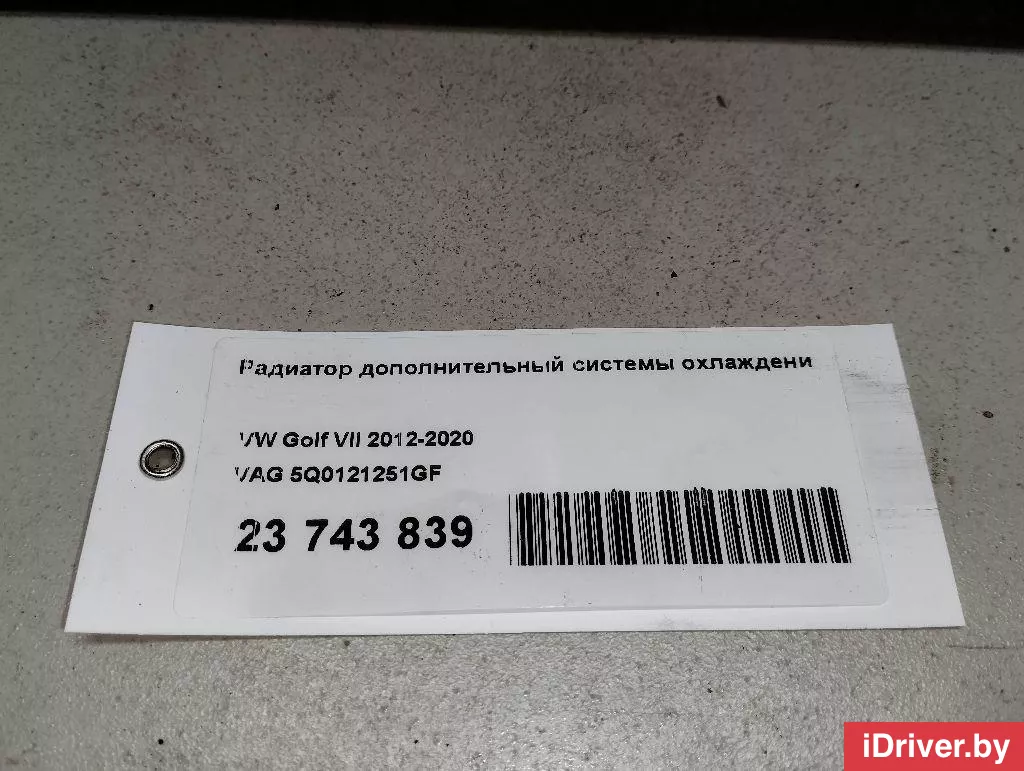 Радиатор дополнительный системы охлаждени
VW Golf VII 2012-2020
VAG 5Q0121251GF
23 743 839
iDriver.by